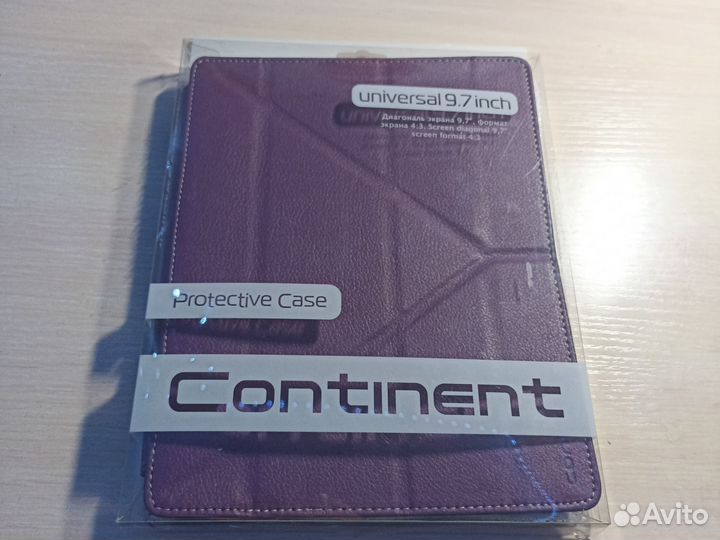 universal 9.7 inch
Диагональ экрана 9,7", формат
экрана 4:3. Screen diagonal 9,7",
screen format 4:3
Protective Case
Continent
Avito